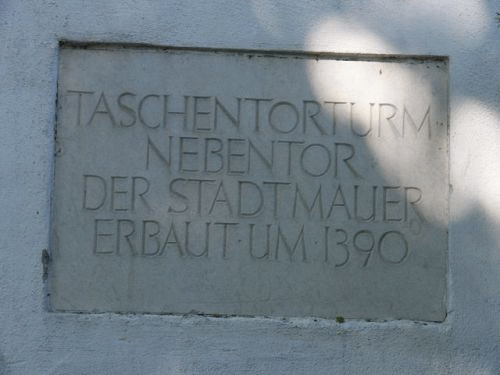 TASCHENTORTURM·
NEBENTOR
DER STADTMAUER
ERBAUT·UM 1390